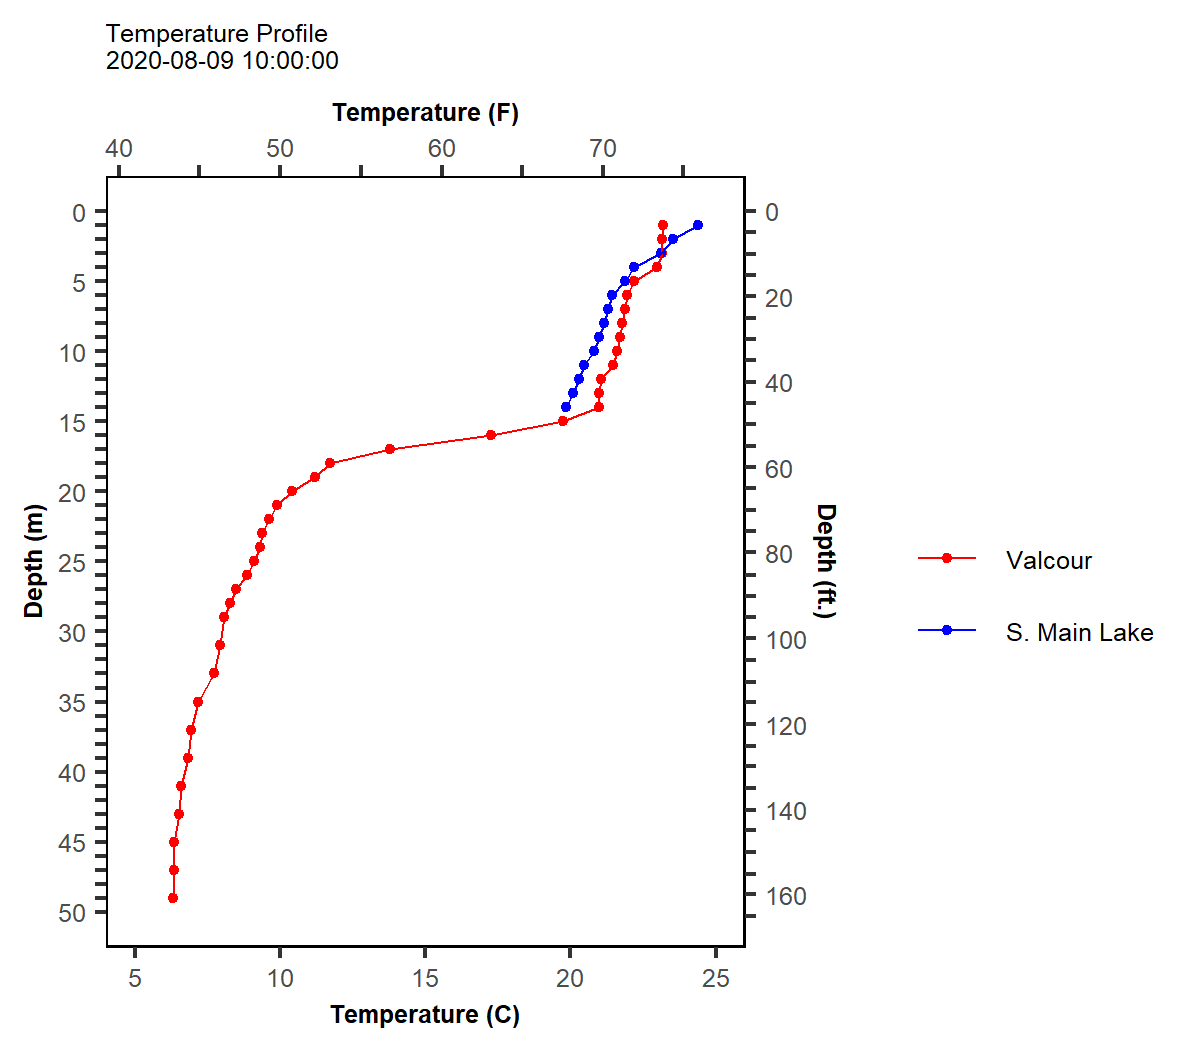 Temperature Profile
2020-08-09 10:00:00
Temperature (F)
40 50 60 70
0
5
10
15
20
25
30
35
40
45
50
Depth (m)
0
20
40
60
80
100
120
140
160
Depth (ft.)
Valcour
S. Main Lake
5 10 15 20 25
Temperature (C)